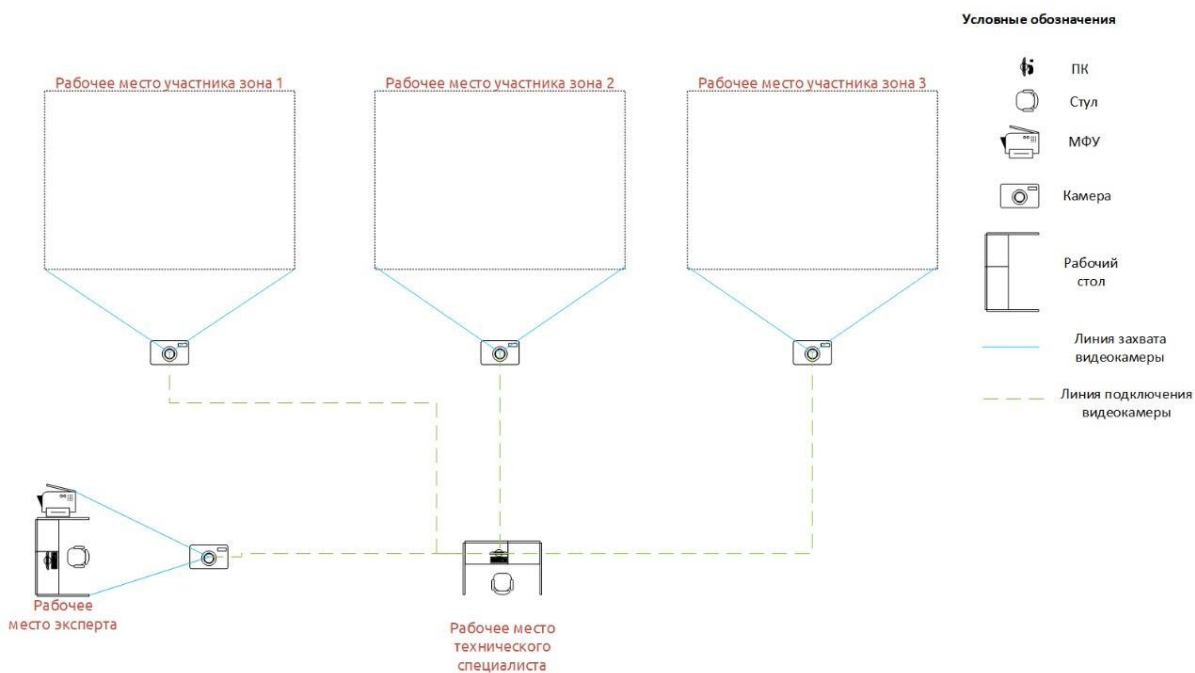 Условные обозначения
Рабочее место участника зона 1
Рабочее место участника зона 2
Рабочее место участника зона 3
ПК
Стул
МФУ
Камера
Рабочий
стол
Линия захвата
видеокамеры
Линия подключения
видеокамеры
Рабочее
место эксперта
Рабочее место
технического
специалиста